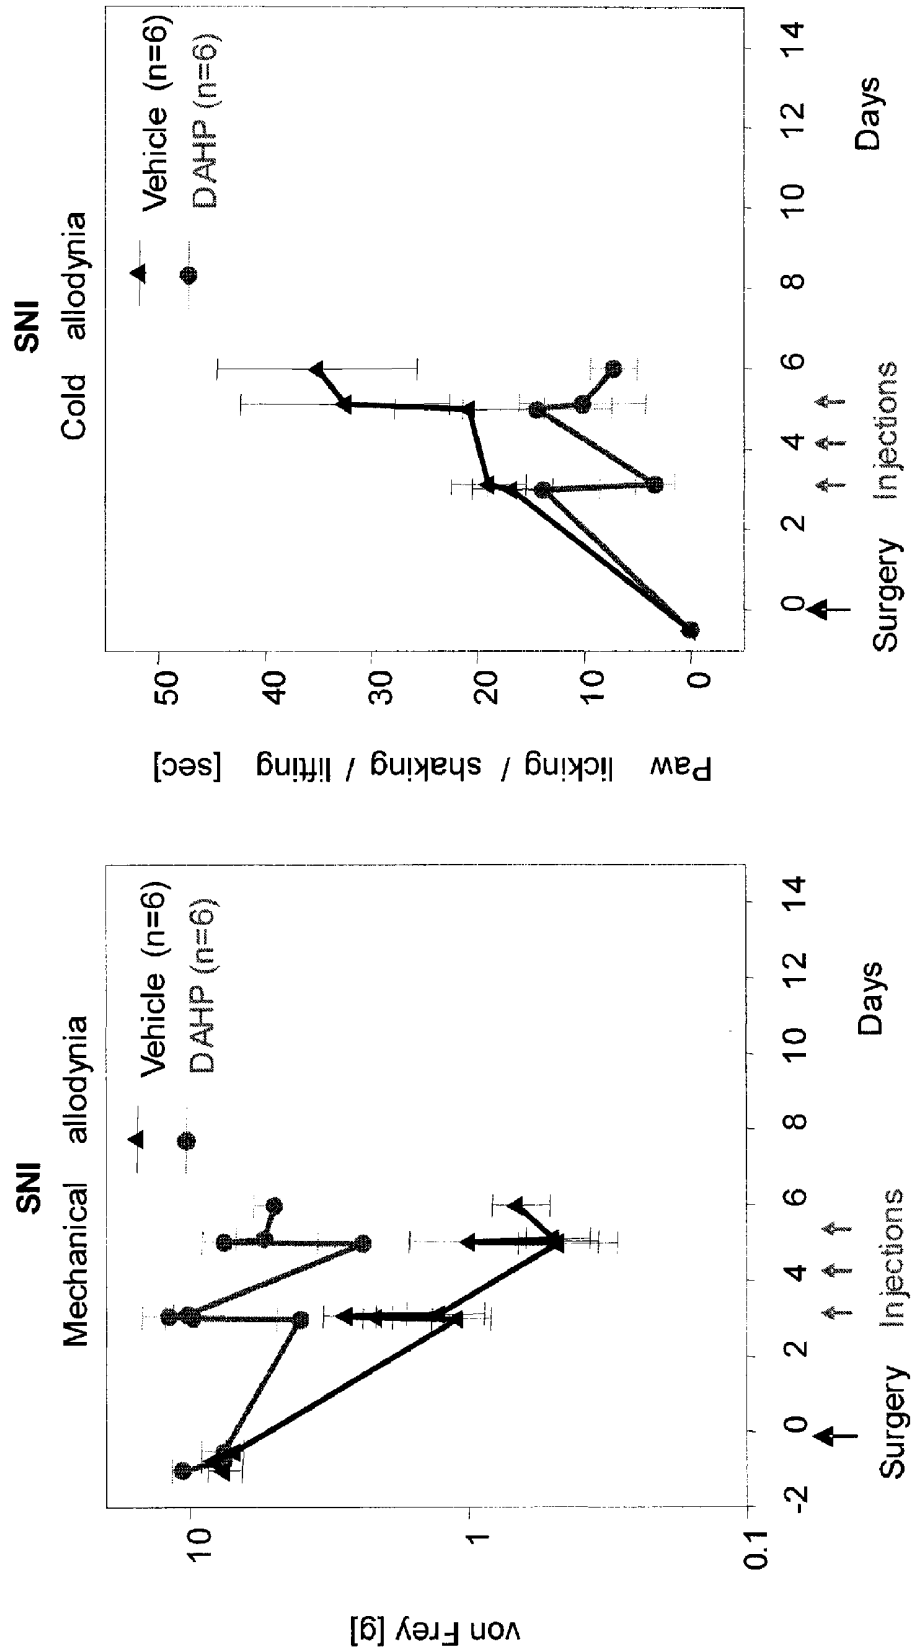 SNI
Mechanical allodynia
Vehicle (n=6)
DAHP (n=6)
von Frey [g]
10
1
0.1
-2 0 2 4 6 8 10 12 14
Surgery Injections Days
SNI
Cold allodynia
Vehicle (n=6)
DAHP (n=6)
Paw licking / shaking / lifting [sec]
50
40
30
20
10
0
0 2 4 6 8 10 12 14
Surgery Injections Days